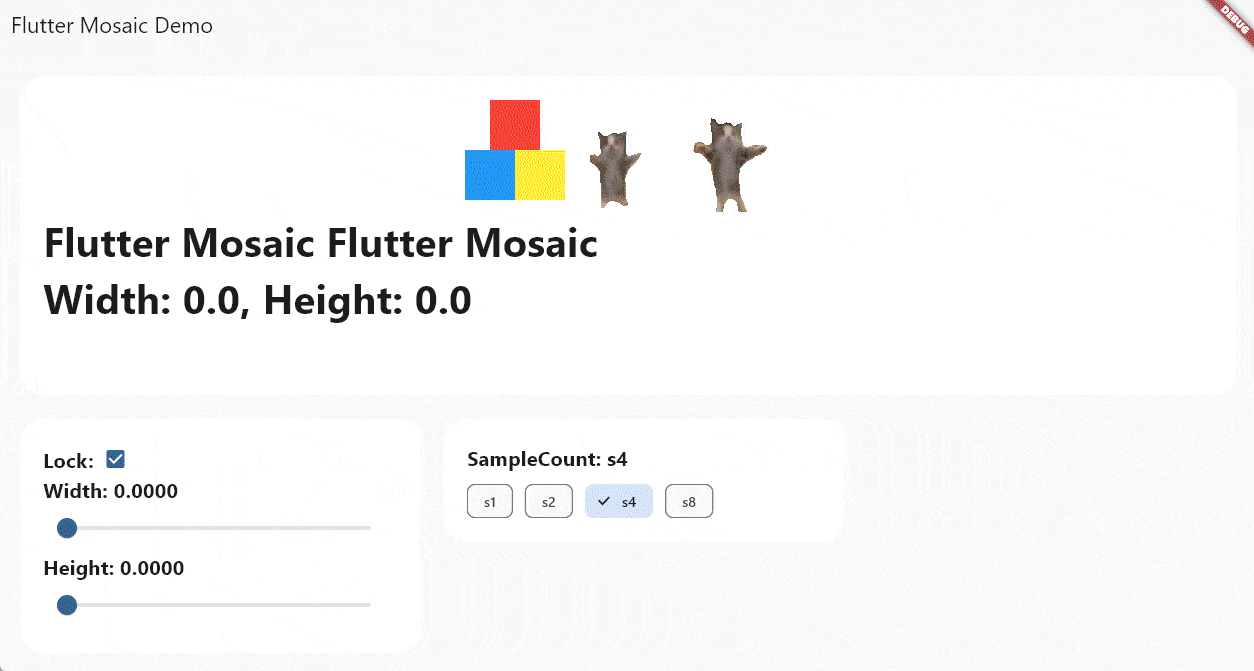 Flutter Mosaic Demo
DEBUG
Flutter Mosaic Flutter Mosaic
Width: 0.0, Height: 0.0
Lock:
Width: 0.0000
Height: 0.0000
SampleCount: s4
s1 s2 s4 s8